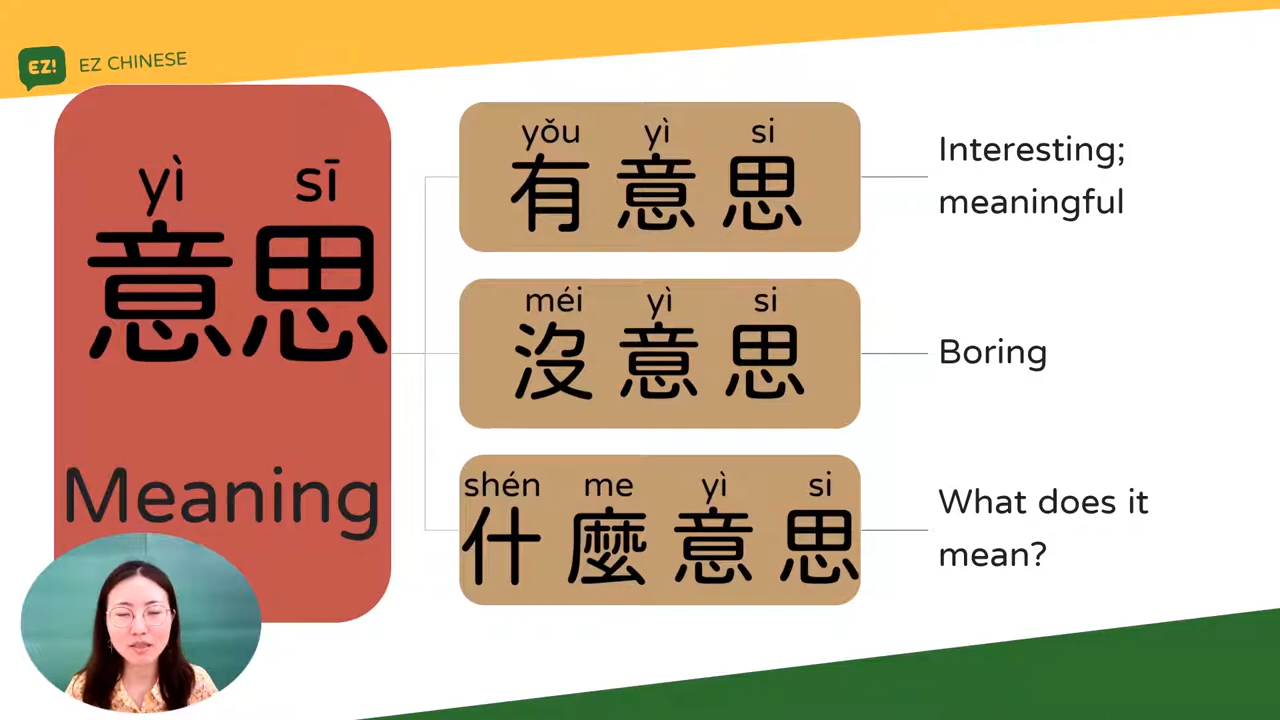 EZ!
EZ CHINESE
yì sī
意思
Meaning
yǒu yì si
有意思
Interesting;
meaningful
méi yì si
沒意思
Boring
shén me yì si
什麼意思
What does it
mean?